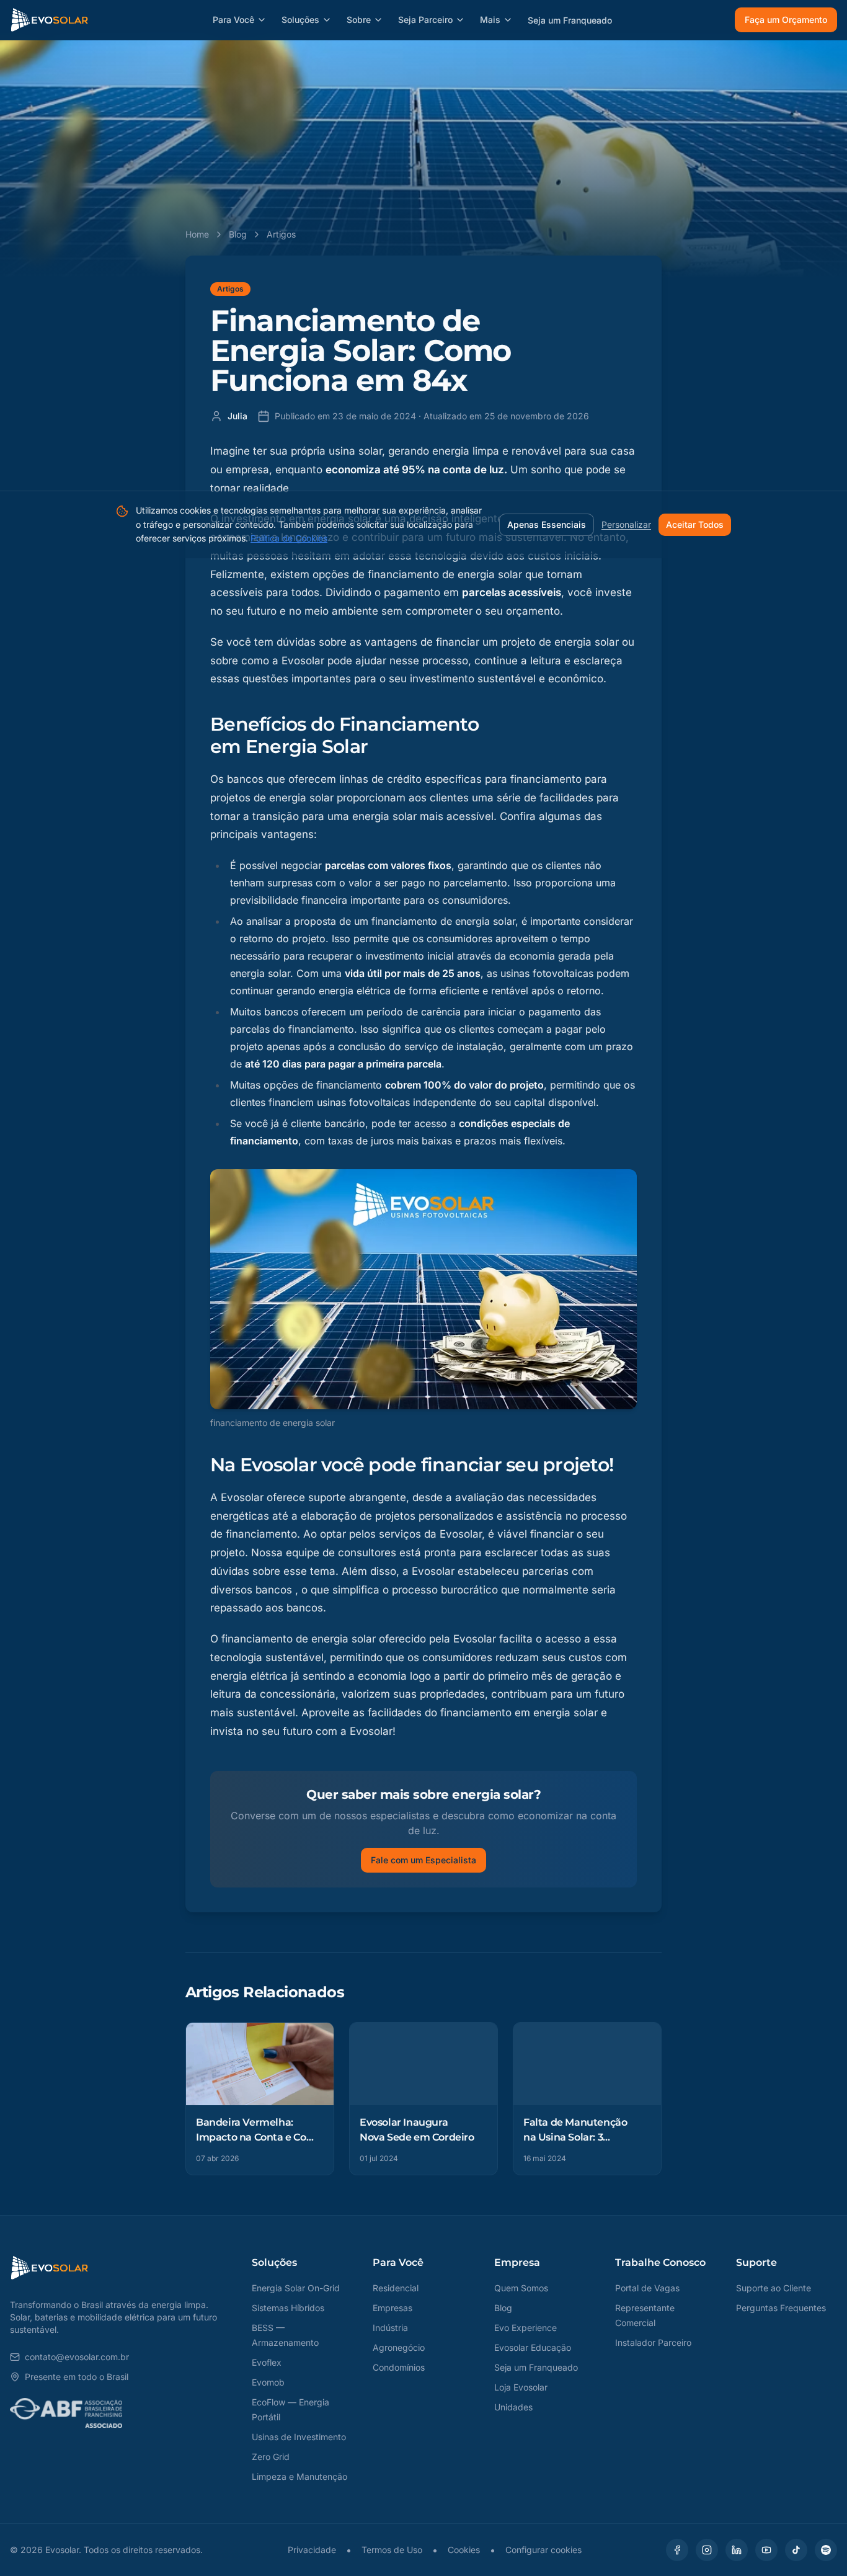 EVOSOLAR
Para Você
Soluções
Sobre
Seja Parceiro
Mais
Seja um Franqueado
Faça um Orçamento
Home
Blog
Artigos
Artigos
Financiamento de
Energia Solar: Como
Funciona em 84x
Julia
Publicado em 23 de maio de 2024 · Atualizado em 25 de novembro de 2026
Imagine ter sua própria usina solar, gerando energia limpa e renovável para sua casa
ou empresa, enquanto economiza até 95% na conta de luz. Um sonho que pode se
tornar realidade.
O investimento em energia solar é uma decisão inteligente
Utilizamos cookies e tecnologias semelhantes para melhorar sua experiência, analisar
o tráfego e personalizar conteúdo. Também podemos solicitar sua localização para
oferecer serviços próximos. Política de Cookies
Apenas Essenciais
Personalizar
Aceitar Todos
a longo prazo e contribuir para um futuro mais sustentável. No entanto,
muitas pessoas hesitam em adotar essa tecnologia devido aos custos iniciais.
Felizmente, existem opções de financiamento de energia solar que tornam
acessíveis para todos. Dividindo o pagamento em parcelas acessíveis, você investe
no seu futuro e no meio ambiente sem comprometer o seu orçamento.
Se você tem dúvidas sobre as vantagens de financiar um projeto de energia solar ou
sobre como a Evosolar pode ajudar nesse processo, continue a leitura e esclareça
essas questões importantes para o seu investimento sustentável e econômico.
Benefícios do Financiamento
em Energia Solar
Os bancos que oferecem linhas de crédito específicas para financiamento para
projetos de energia solar proporcionam aos clientes uma série de facilidades para
tornar a transição para uma energia solar mais acessível. Confira algumas das
principais vantagens:
É possível negociar parcelas com valores fixos, garantindo que os clientes não
tenham surpresas com o valor a ser pago no parcelamento. Isso proporciona uma
previsibilidade financeira importante para os consumidores.
Ao analisar a proposta de um financiamento de energia solar, é importante considerar
o retorno do projeto. Isso permite que os consumidores aproveitem o tempo
necessário para recuperar o investimento inicial através da economia gerada pela
energia solar. Com uma vida útil por mais de 25 anos, as usinas fotovoltaicas podem
continuar gerando energia elétrica de forma eficiente e rentável após o retorno.
Muitos bancos oferecem um período de carência para iniciar o pagamento das
parcelas do financiamento. Isso significa que os clientes começam a pagar pelo
projeto apenas após a conclusão do serviço de instalação, geralmente com um prazo
de até 120 dias para pagar a primeira parcela.
Muitas opções de financiamento cobrem 100% do valor do projeto, permitindo que os
clientes financiem usinas fotovoltaicas independente do seu capital disponível.
Se você já é cliente bancário, pode ter acesso a condições especiais de
financiamento, com taxas de juros mais baixas e prazos mais flexíveis.
EVOSOLAR
USINAS FOTOVOLTAICAS
financiamento de energia solar
Na Evosolar você pode financiar seu projeto!
A Evosolar oferece suporte abrangente, desde a avaliação das necessidades
energéticas até a elaboração de projetos personalizados e assistência no processo
de financiamento. Ao optar pelos serviços da Evosolar, é viável financiar o seu
projeto. Nossa equipe de consultores está pronta para esclarecer todas as suas
dúvidas sobre esse tema. Além disso, a Evosolar estabeleceu parcerias com
diversos bancos , o que simplifica o processo burocrático que normalmente seria
repassado aos bancos.
O financiamento de energia solar oferecido pela Evosolar facilita o acesso a essa
tecnologia sustentável, permitindo que os consumidores reduzam seus custos com
energia elétrica já sentindo a economia logo a partir do primeiro mês de geração e
leitura da concessionária, valorizem suas propriedades, contribuam para um futuro
mais sustentável. Aproveite as facilidades do financiamento em energia solar e
invista no seu futuro com a Evosolar!
Quer saber mais sobre energia solar?
Converse com um de nossos especialistas e descubra como economizar na conta
de luz.
Fale com um Especialista
Artigos Relacionados
Bandeira Vermelha:
Impacto na Conta e Co...
07 abr 2026
Evosolar Inaugura
Nova Sede em Cordeiro
01 jul 2024
Falta de Manutenção
na Usina Solar: 3...
16 mai 2024
EVOSOLAR
Transformando o Brasil através da energia limpa.
Solar, baterias e mobilidade elétrica para um futuro
sustentável.
contato@evosolar.com.br
Presente em todo o Brasil
ABF ASSOCIAÇÃO
BRASILEIRA DE
FRANCHISING
ASSOCIADO
Soluções
Energia Solar On-Grid
Sistemas Híbridos
BESS —
Armazenamento
Evoflex
Evomob
EcoFlow — Energia
Portátil
Usinas de Investimento
Zero Grid
Limpeza e Manutenção
Para Você
Residencial
Empresas
Indústria
Agronegócio
Condomínios
Empresa
Quem Somos
Blog
Evo Experience
Evosolar Educação
Seja um Franqueado
Loja Evosolar
Unidades
Trabalhe Conosco
Portal de Vagas
Representante
Comercial
Instalador Parceiro
Suporte
Suporte ao Cliente
Perguntas Frequentes
© 2026 Evosolar. Todos os direitos reservados.
Privacidade
Termos de Uso
Cookies
Configurar cookies